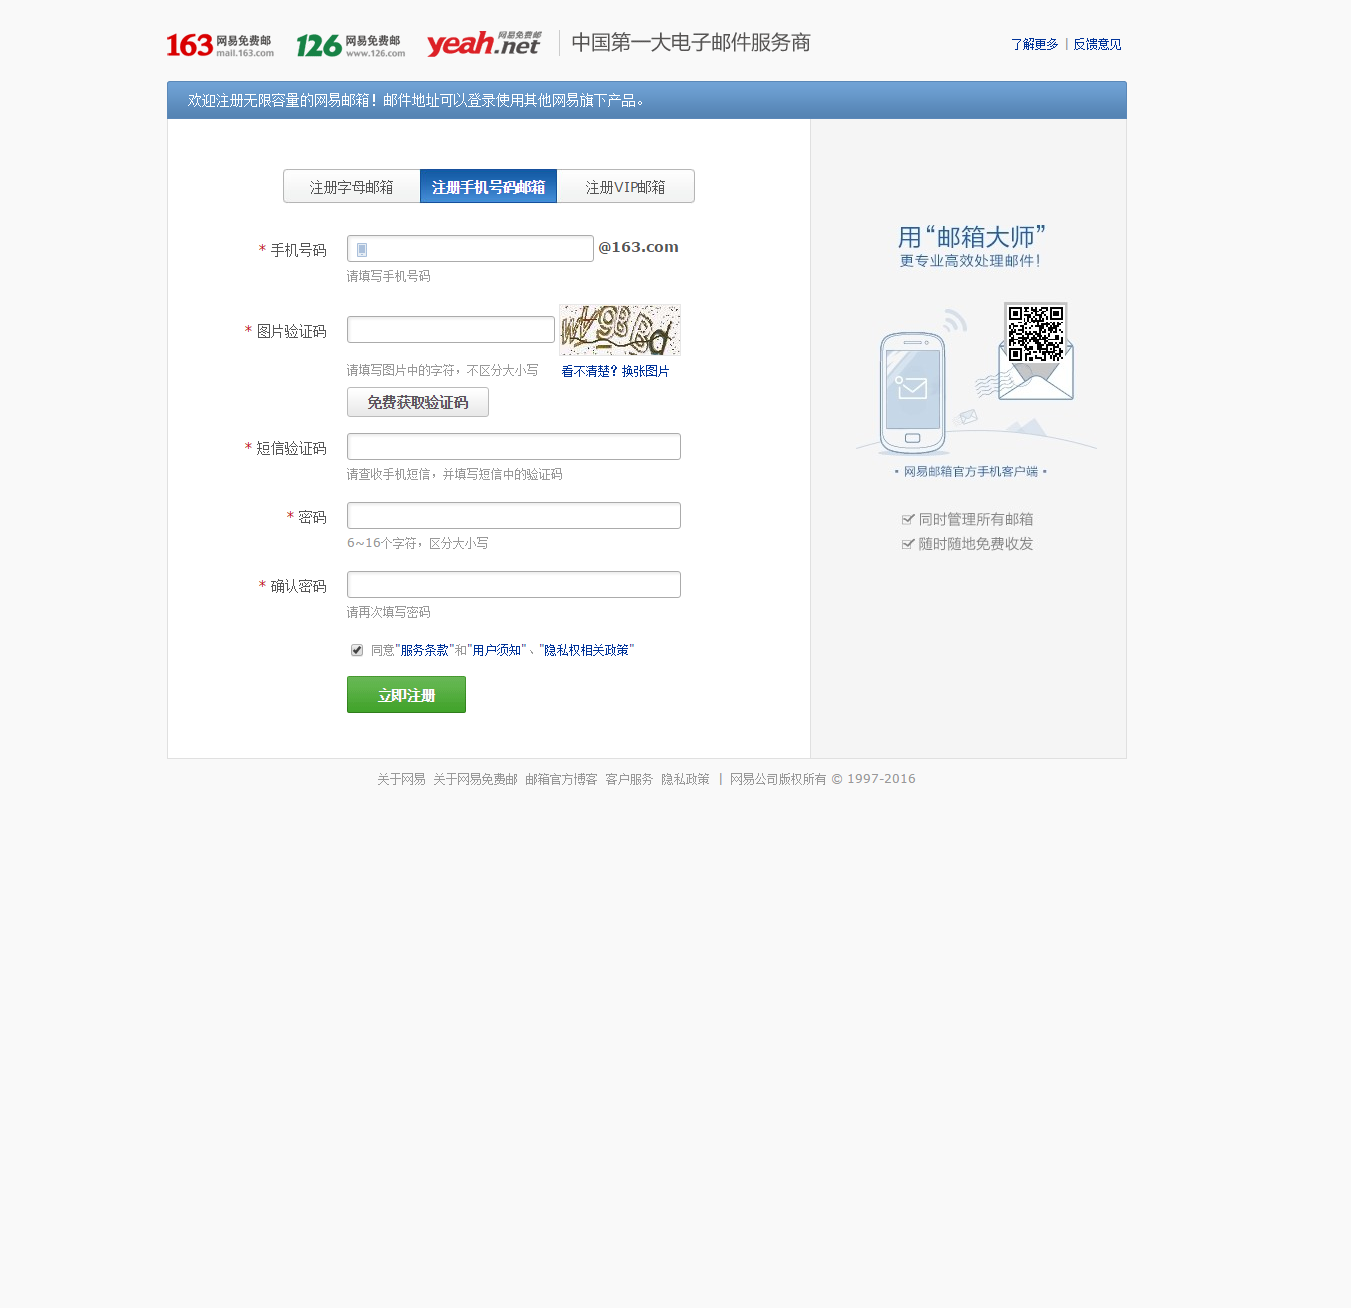 163 网易免费邮 mail.163.com 126 网易免费邮 www.126.com yeah.net 网易免费邮 中国第一大电子邮件服务商 了解更多 | 反馈意见
欢迎注册无限容量的网易邮箱！邮件地址可以登录使用其他网易旗下产品。
注册字母邮箱 注册手机号码邮箱 注册VIP邮箱
* 手机号码 @163.com
请填写手机号码
* 图片验证码
请填写图片中的字符，不区分大小写 看不清楚？换张图片
免费获取验证码
* 短信验证码
请查收手机短信，并填写短信中的验证码
* 密码
6~16个字符，区分大小写
* 确认密码
请再次填写密码
同意"服务条款"和"用户须知"、"隐私权相关政策"
立即注册
用“邮箱大师”
更专业高效处理邮件！
• 网易邮箱官方手机客户端 •
同时管理所有邮箱
随时随地免费收发
关于网易 关于网易免费邮 邮箱官方博客 客户服务 隐私政策 | 网易公司版权所有 © 1997-2016